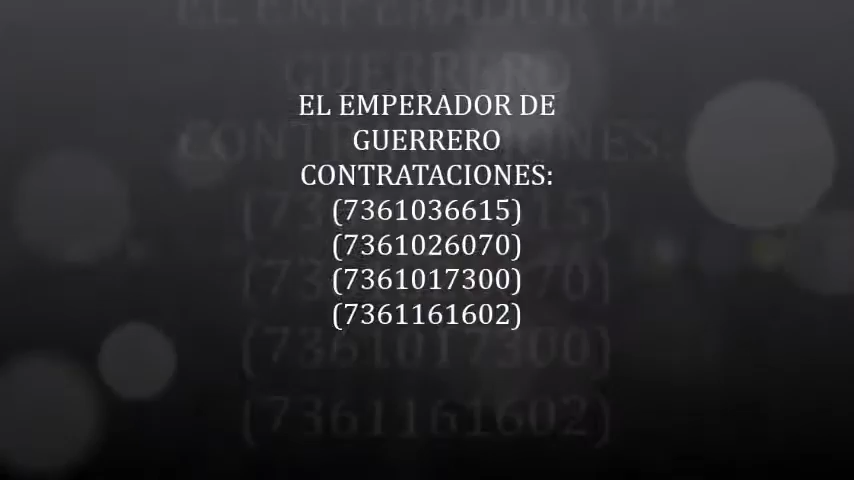 EL EMPERADOR DE
GUERRERO
CONTRATACIONES:
(7361036615)
(7361026070)
(7361017300)
(7361161602)